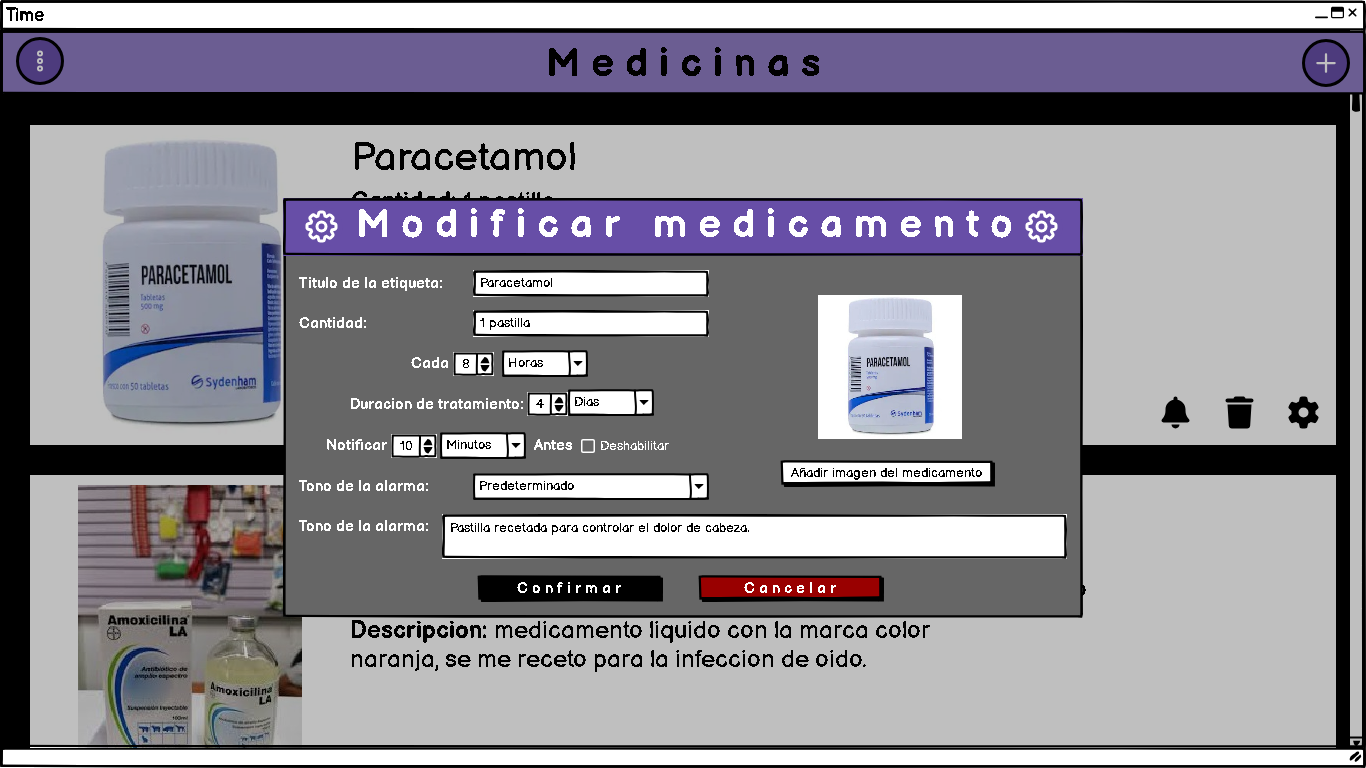 Time
Medicinas
Paracetamol
PARACETAMOL
Tabletas
500 mg
con 50 tabletas
Sydenham
Modificar medicamento
Titulo de la etiqueta: Paracetamol
Cantidad: 1 pastilla
Cada 8 Horas
Duracion de tratamiento: 4 Dias
Notificar 10 Minutos Antes Deshabilitar
Tono de la alarma: Predeterminado
Tono de la alarma: Pastilla recetada para controlar el dolor de cabeza.
PARACETAMOL
Sydenham
Añadir imagen del medicamento
Confirmar Cancelar
Descripcion: medicamento liquido con la marca color
naranja, se me receto para la infeccion de oido.
Amoxicilina
LA
Antibiótico de
amplio espectro
Suspensión Inyectable
100ml
Amoxicilina
LA